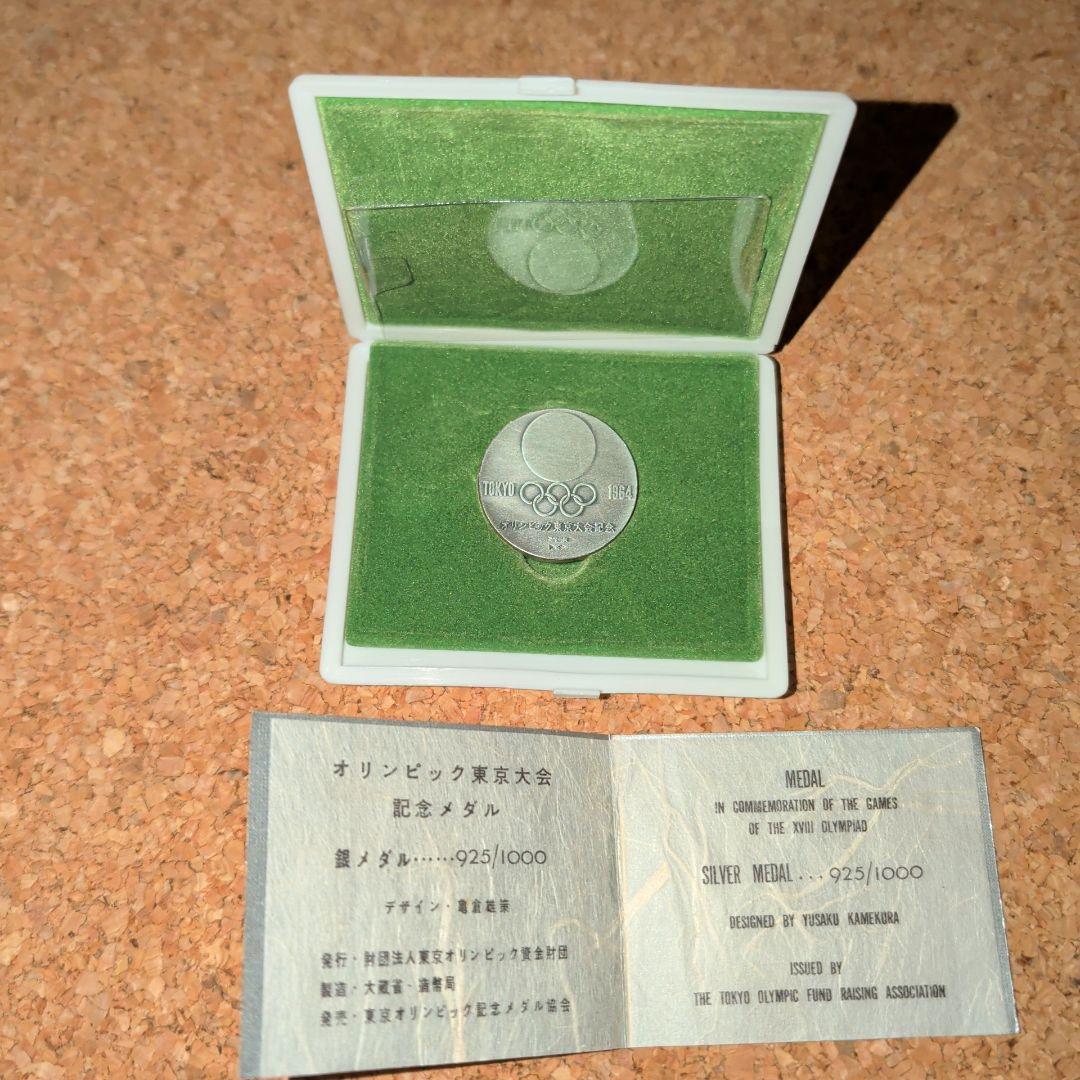 TOKYO 1964
オリンピック東京大会記念
オリンピック東京大会
記念メダル
銀メダル……925/1000
デザイン・亀倉雄策
発行・財団法人東京オリンピック資金財団
製造・大蔵省・造幣局
発売・東京オリンピック記念メダル協会
MEDAL
IN COMMEMORATION OF THE GAMES
OF THE XVIII OLYMPIAD
SILVER MEDAL...925/1000
DESIGNED BY YUSAKU KAMEKURA
ISSUED BY
THE TOKYO OLYMPIC FUND RAISING ASSOCIATION